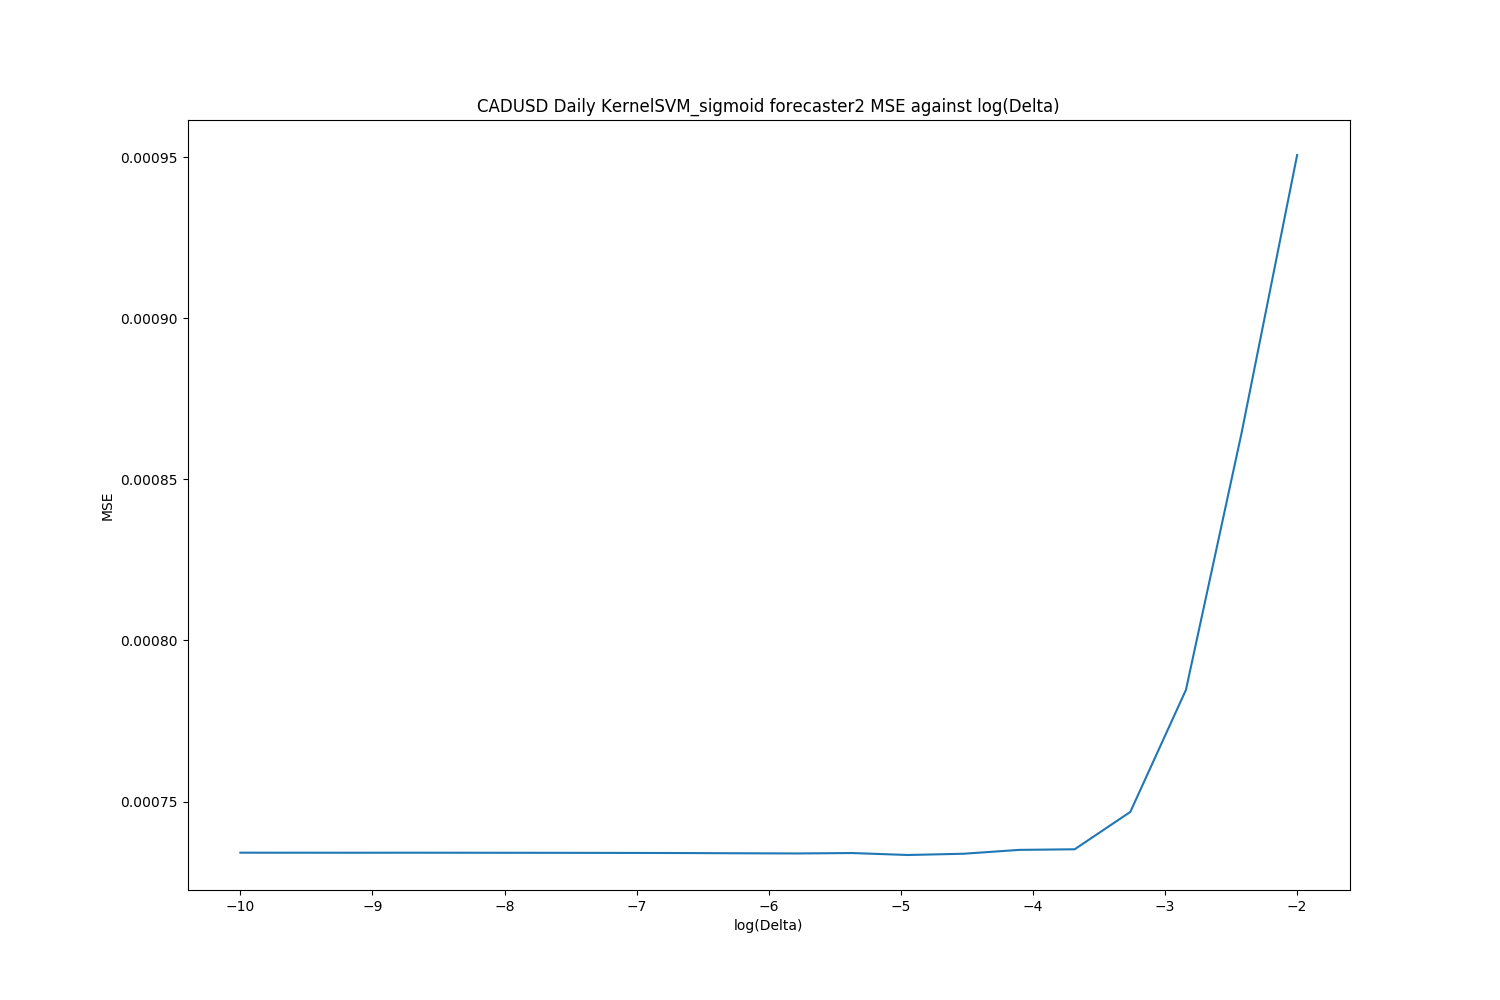 CADUSD Daily KernelSVM_sigmoid forecaster2 MSE against log(Delta)
0.00095
0.00090
0.00085
MSE
0.00080
0.00075
−10 −9 −8 −7 −6 −5 −4 −3 −2
log(Delta)